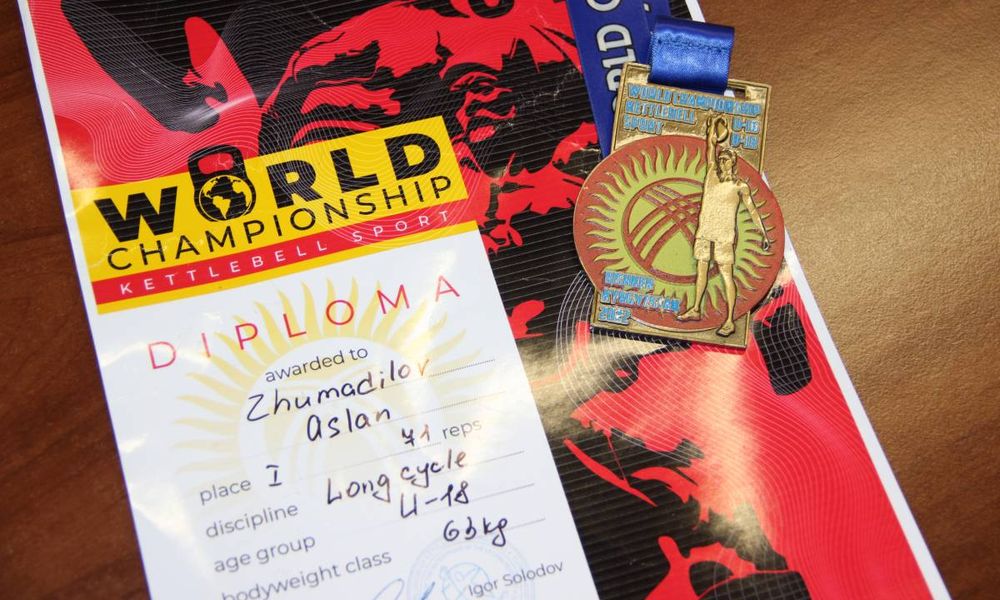 WORLD
CHAMPIONSHIP
KETTLEBELL SPORT
DIPLOMA
awarded to
Zhumadilov
Aslan
71 reps
place I
discipline Long cycle
age group U-18
bodyweight class 63kg
Igor Solodov
WORLD CHAMPIONSHIP
KETTLEBELL U-16
SPORT U-18
KYRGYZSTAN
2022